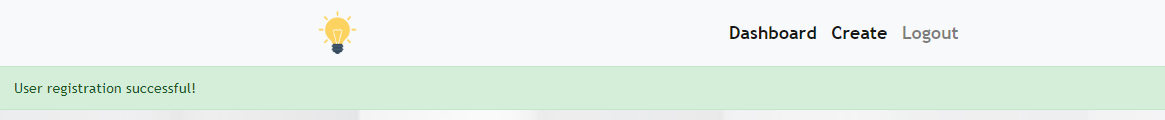 Dashboard Create Logout
User registration successful!